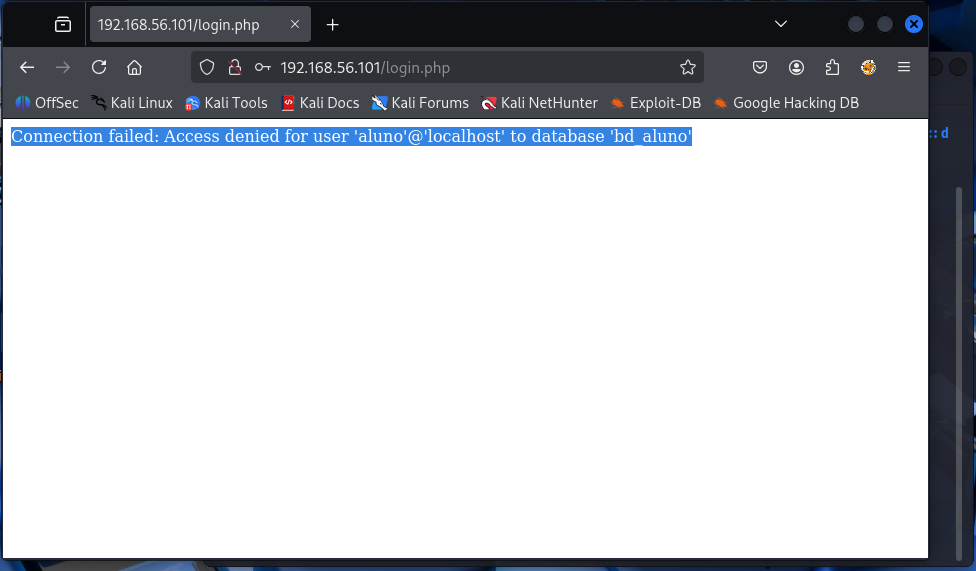 192.168.56.101/login.php
192.168.56.101/login.php
OffSec Kali Linux Kali Tools Kali Docs Kali Forums Kali NetHunter Exploit-DB Google Hacking DB
:: d
Connection failed: Access denied for user 'aluno'@'localhost' to database 'bd_aluno'